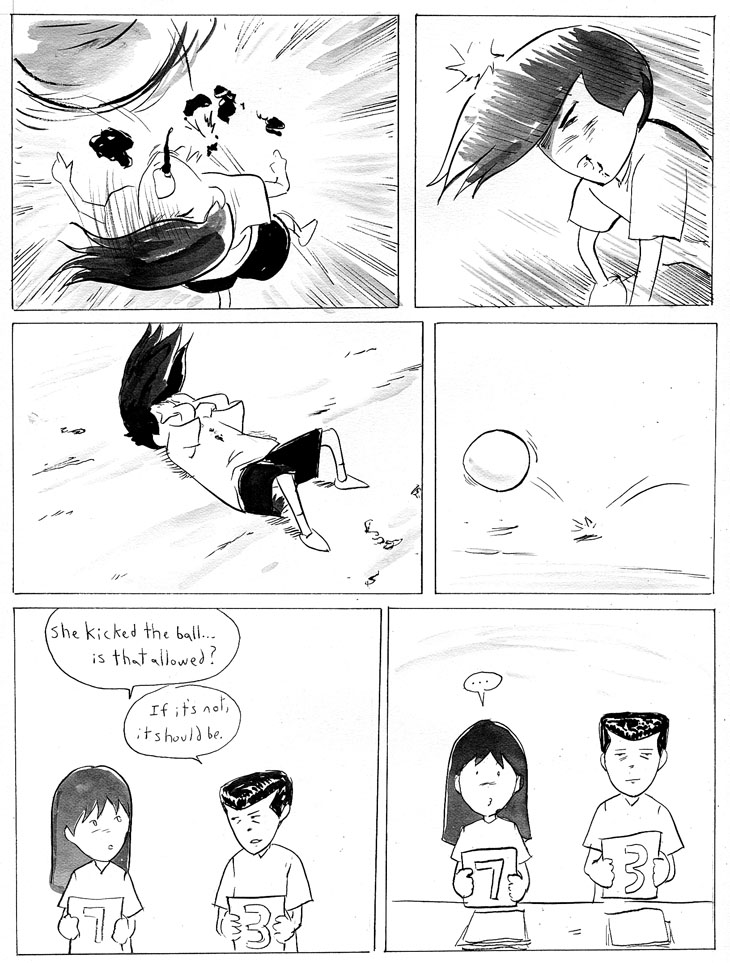 She kicked the ball...
is that allowed?
If it's not,
it should be.
7
3
...
7
3